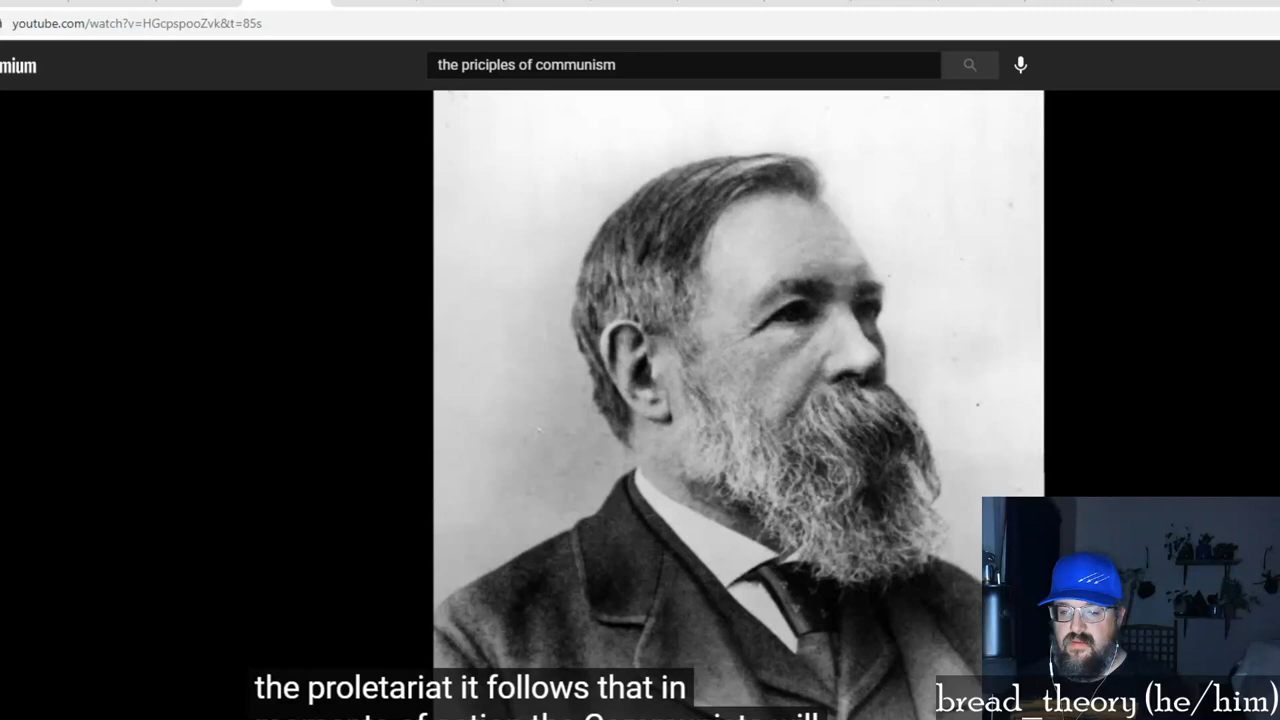 youtube.com/watch?v=HGcpspooZvk&t=85s
mium
the priciples of communism
the proletariat it follows that in
bread_theory (he/him)